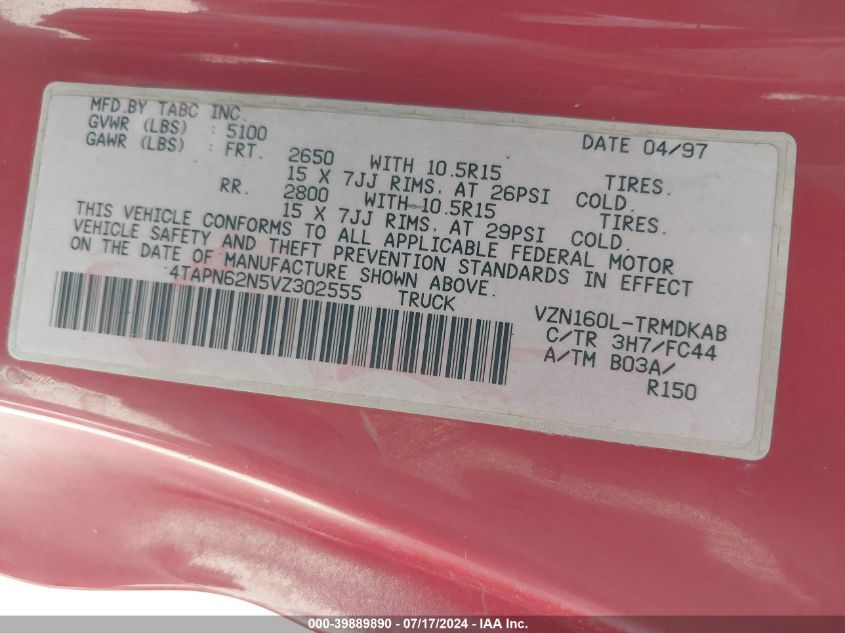 MFD.BY TABC INC. DATE 04/97
GVWR (LBS) : 5100
GAWR (LBS) : FRT. 2650 WITH 10.5R15 TIRES.
15 X 7JJ RIMS. AT 26PSI COLD.
RR. 2800 WITH 10.5R15 TIRES.
15 X 7JJ RIMS. AT 29PSI COLD.
THIS VEHICLE CONFORMS TO ALL APPLICABLE FEDERAL MOTOR
VEHICLE SAFETY AND THEFT PREVENTION STANDARDS IN EFFECT
ON THE DATE OF MANUFACTURE SHOWN ABOVE.
4TAPN62N5VZ302555 TRUCK VZN160L-TRMDKAB
C/TR 3H7/FC44
A/TM B03A/
R150
000-39889890 - 07/17/2024 - IAA Inc.